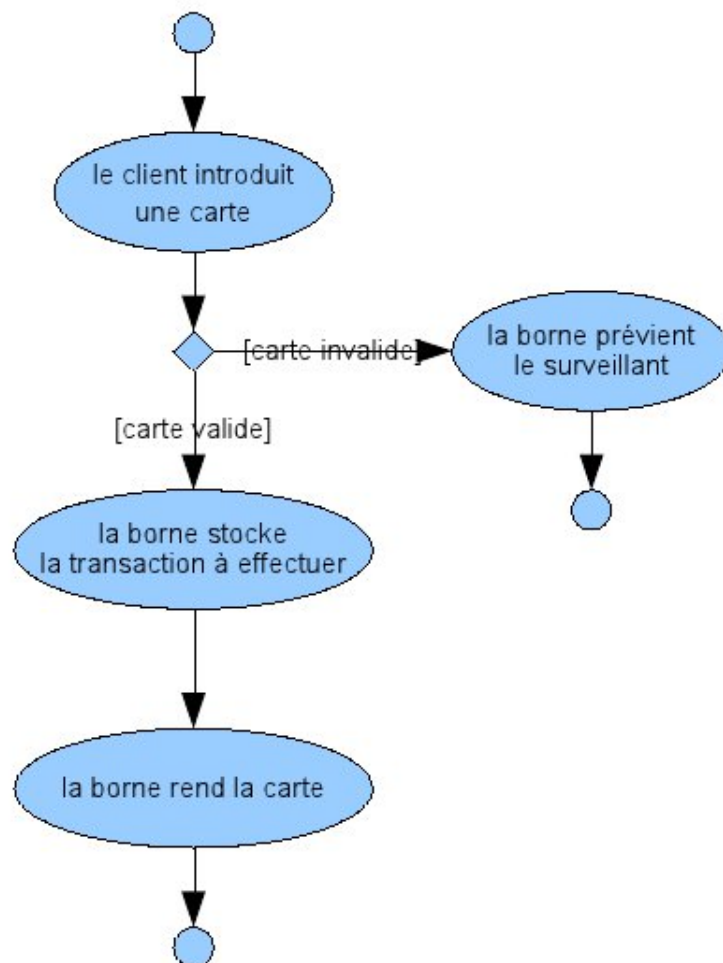 le client introduit
une carte
[carte invalide]
la borne prévient
le surveillant
[carte valide]
la borne stocke
la transaction à effectuer
la borne rend la carte